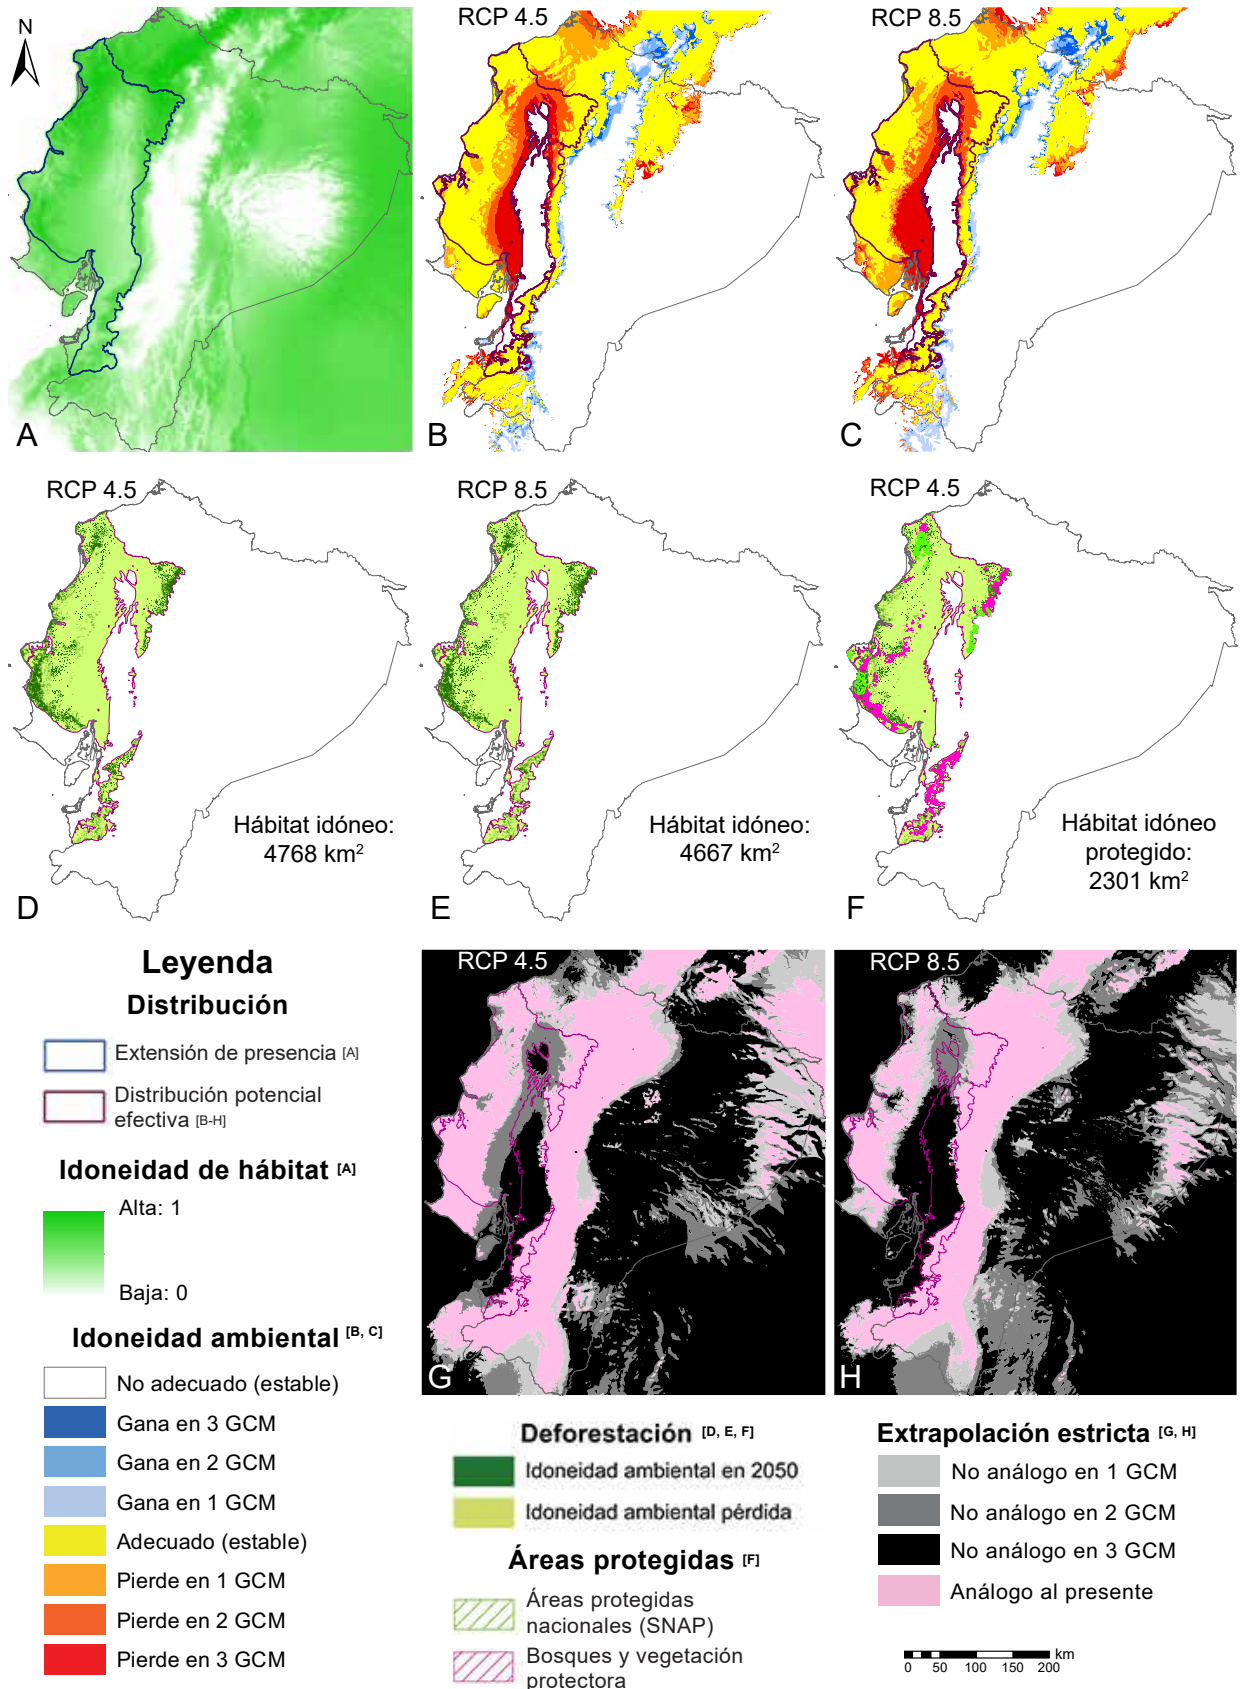 N
RCP 4.5
RCP 8.5
A
B
C
RCP 4.5
RCP 8.5
RCP 4.5
Hábitat idóneo:
4768 km²
Hábitat idóneo:
4667 km²
Hábitat idóneo
protegido:
2301 km²
D
E
F
RCP 4.5
RCP 8.5
G
H
Leyenda
Distribución
Extensión de presencia [A]
Distribución potencial
efectiva [B-H]
Idoneidad de hábitat [A]
Alta: 1
Baja: 0
Idoneidad ambiental [B, C]
No adecuado (estable)
Gana en 3 GCM
Gana en 2 GCM
Gana en 1 GCM
Adecuado (estable)
Pierde en 1 GCM
Pierde en 2 GCM
Pierde en 3 GCM
Deforestación [D, E, F]
Idoneidad ambiental en 2050
Idoneidad ambiental pérdida
Áreas protegidas [F]
Áreas protegidas
nacionales (SNAP)
Bosques y vegetación
protectora
Extrapolación estricta [G, H]
No análogo en 1 GCM
No análogo en 2 GCM
No análogo en 3 GCM
Análogo al presente
km
0 50 100 150 200